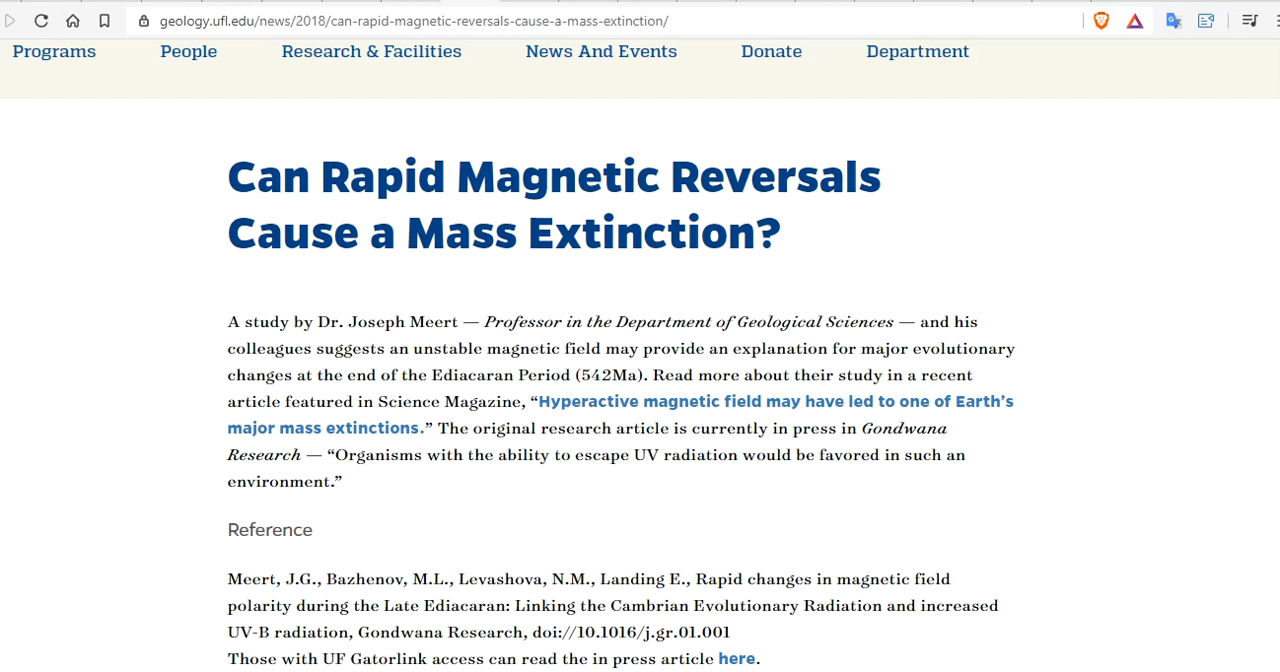 geology.ufl.edu/news/2018/can-rapid-magnetic-reversals-cause-a-mass-extinction/
Programs People Research & Facilities News And Events Donate Department
Can Rapid Magnetic Reversals
Cause a Mass Extinction?
A study by Dr. Joseph Meert — Professor in the Department of Geological Sciences — and his
colleagues suggests an unstable magnetic field may provide an explanation for major evolutionary
changes at the end of the Ediacaran Period (542Ma). Read more about their study in a recent
article featured in Science Magazine, “Hyperactive magnetic field may have led to one of Earth’s
major mass extinctions.” The original research article is currently in press in Gondwana
Research — “Organisms with the ability to escape UV radiation would be favored in such an
environment.”
Reference
Meert, J.G., Bazhenov, M.L., Levashova, N.M., Landing E., Rapid changes in magnetic field
polarity during the Late Ediacaran: Linking the Cambrian Evolutionary Radiation and increased
UV-B radiation, Gondwana Research, doi://10.1016/j.gr.01.001
Those with UF Gatorlink access can read the in press article here.